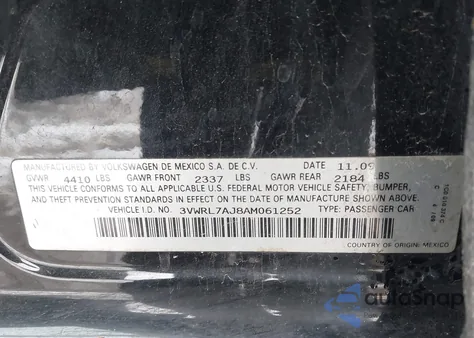 MANUFACTURED BY VOLKSWAGEN DE MEXICO S.A. DE C.V. DATE 11.09
GVWR 4410 LBS GAWR FRONT 2337 LBS GAWR REAR 2184 LBS
THIS VEHICLE CONFORMS TO ALL APPLICABLE U.S. FEDERAL MOTOR VEHICLE SAFETY, BUMPER,
AND THEFT PREVENTION STANDARDS IN EFFECT ON THE DATE OF MANUFACTURE SHOWN ABOVE.
VEHICLE I.D. NO. 3VWRL7AJ8AM061252 TYPE: PASSENGER CAR
COUNTRY OF ORIGIN: MEXICO
autoSnap